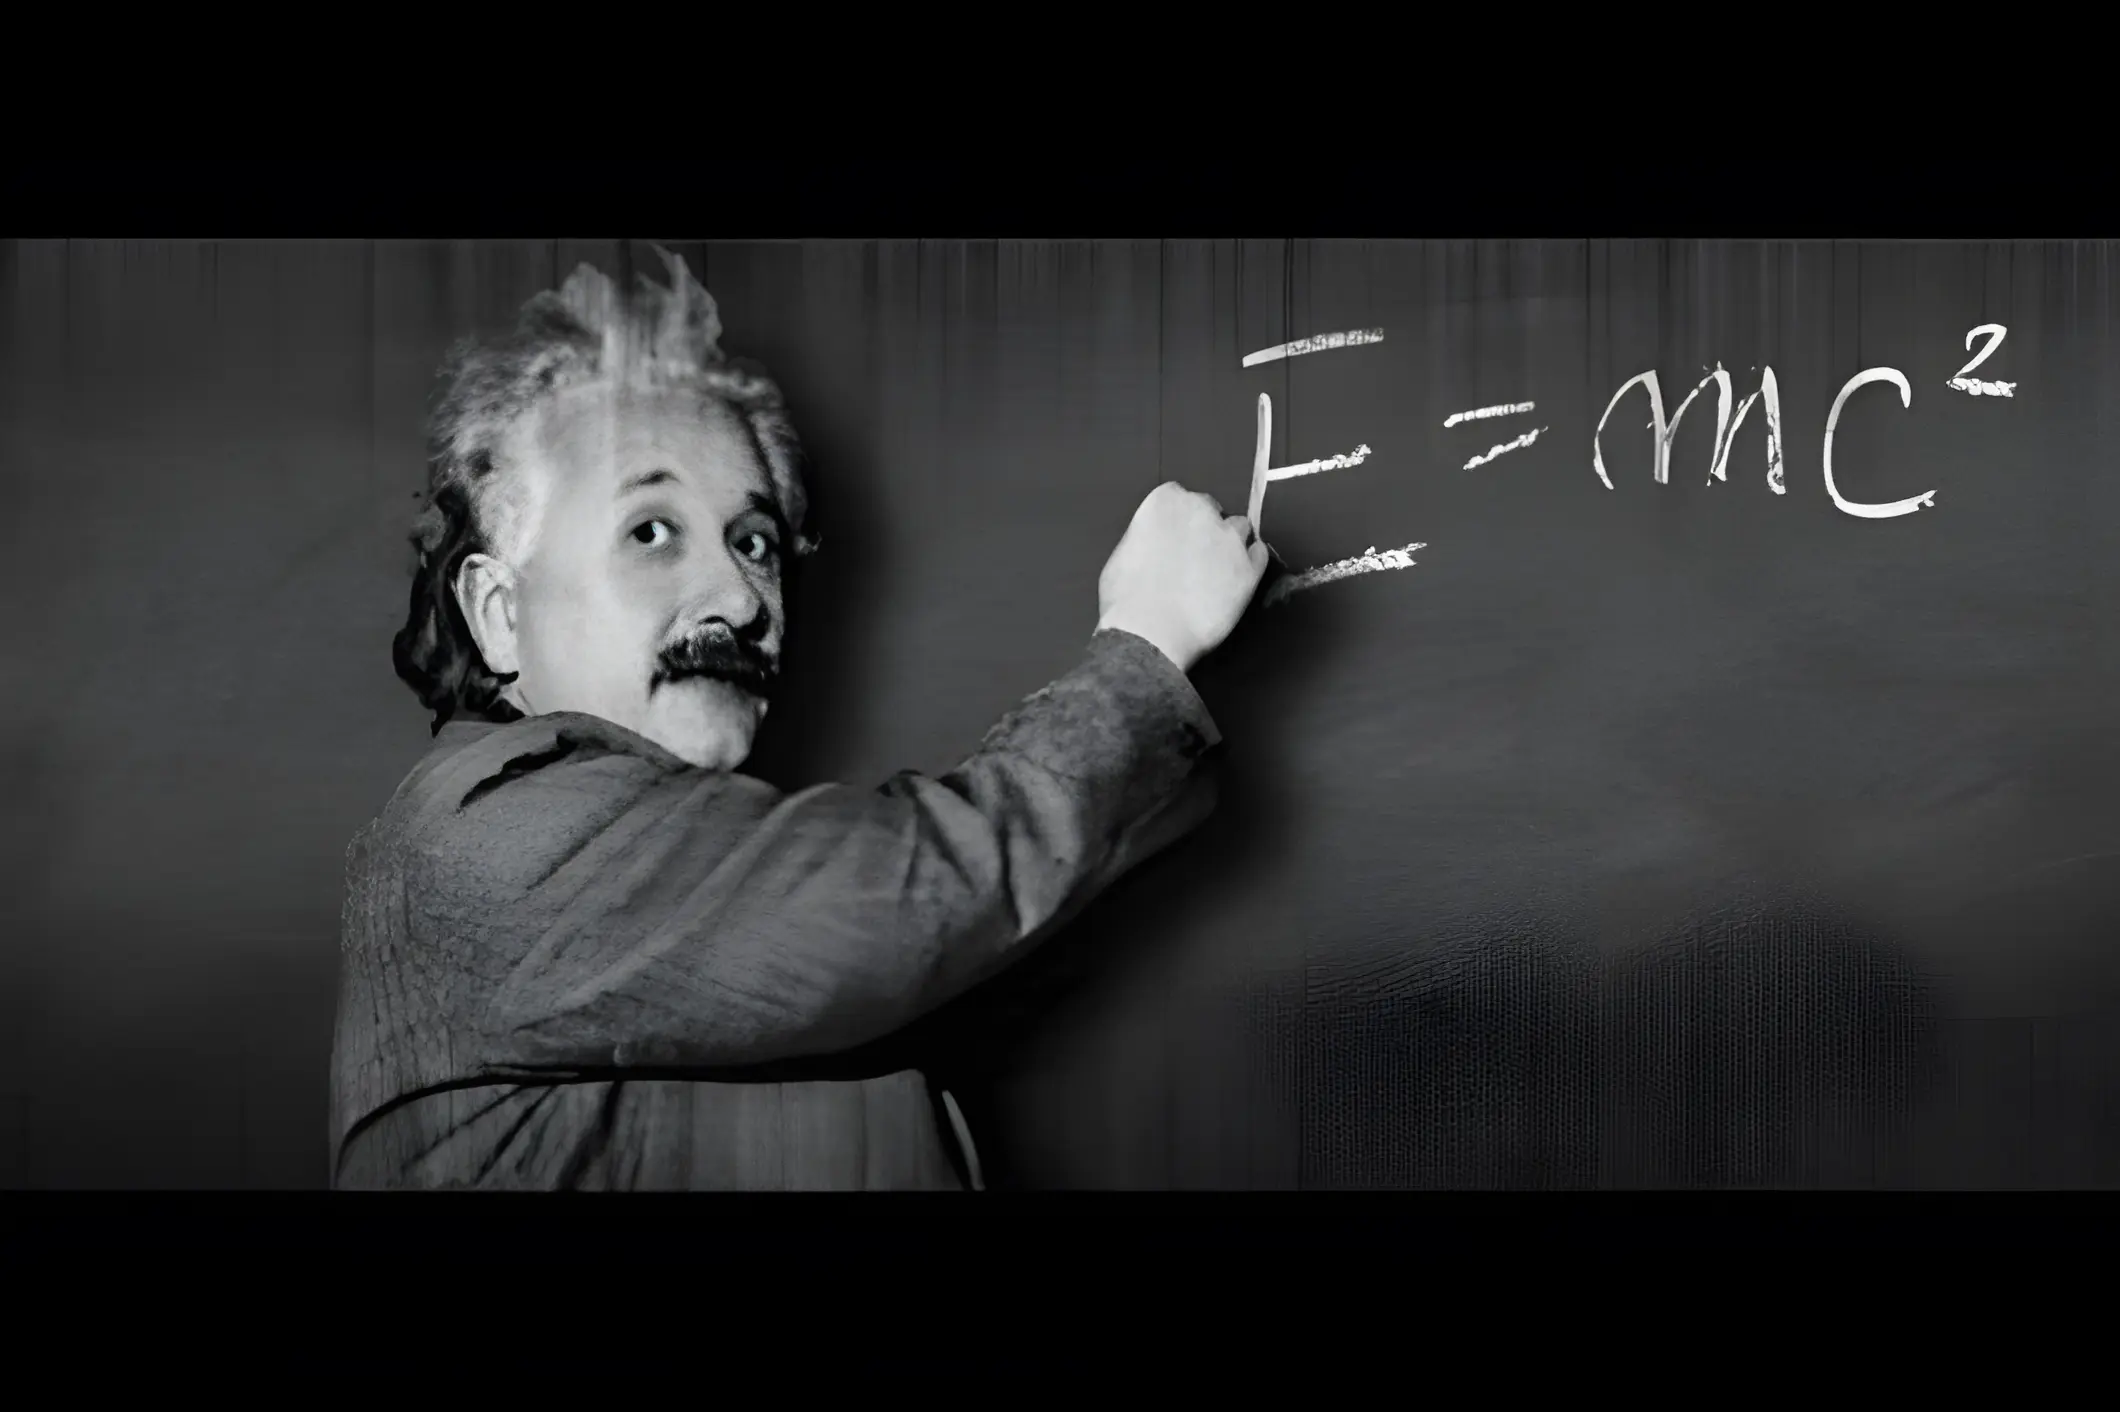 E = mc²